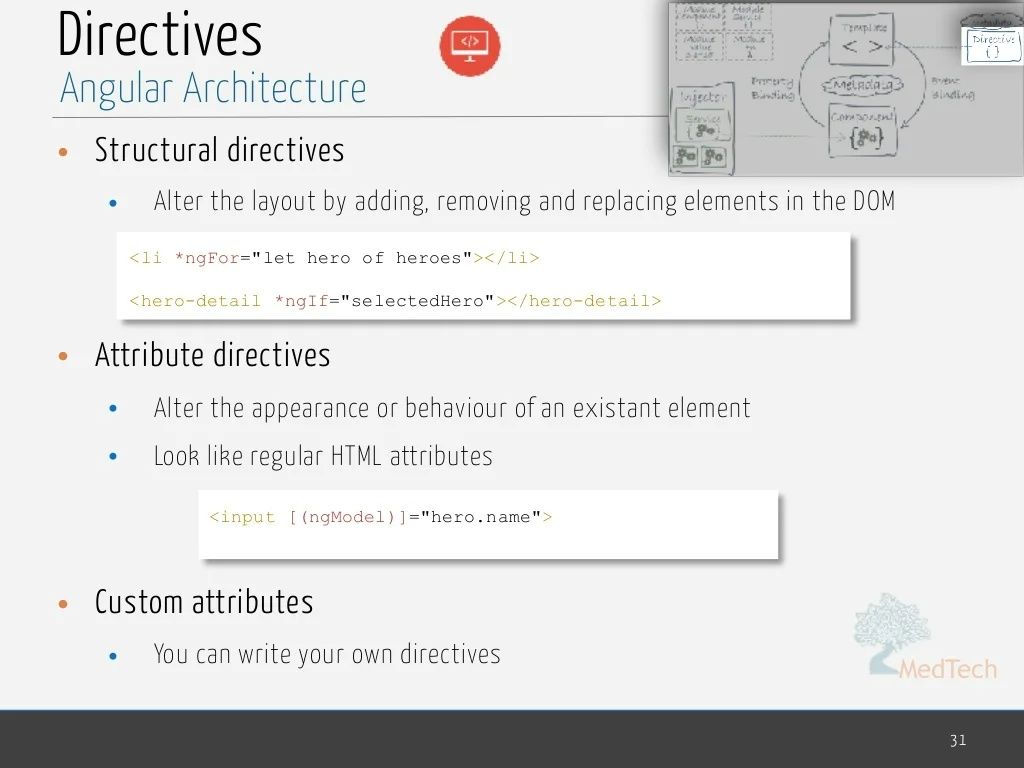 Directives
Angular Architecture
Template
< >
Metadata
Directive
{ }
Property
Binding
Event
Binding
Injector
Service
Component
{ }
• Structural directives
• Alter the layout by adding, removing and replacing elements in the DOM
<li *ngFor="let hero of heroes"></li>
<hero-detail *ngIf="selectedHero"></hero-detail>
• Attribute directives
• Alter the appearance or behaviour of an existant element
• Look like regular HTML attributes
<input [(ngModel)]="hero.name">
• Custom attributes
• You can write your own directives
MedTech
31